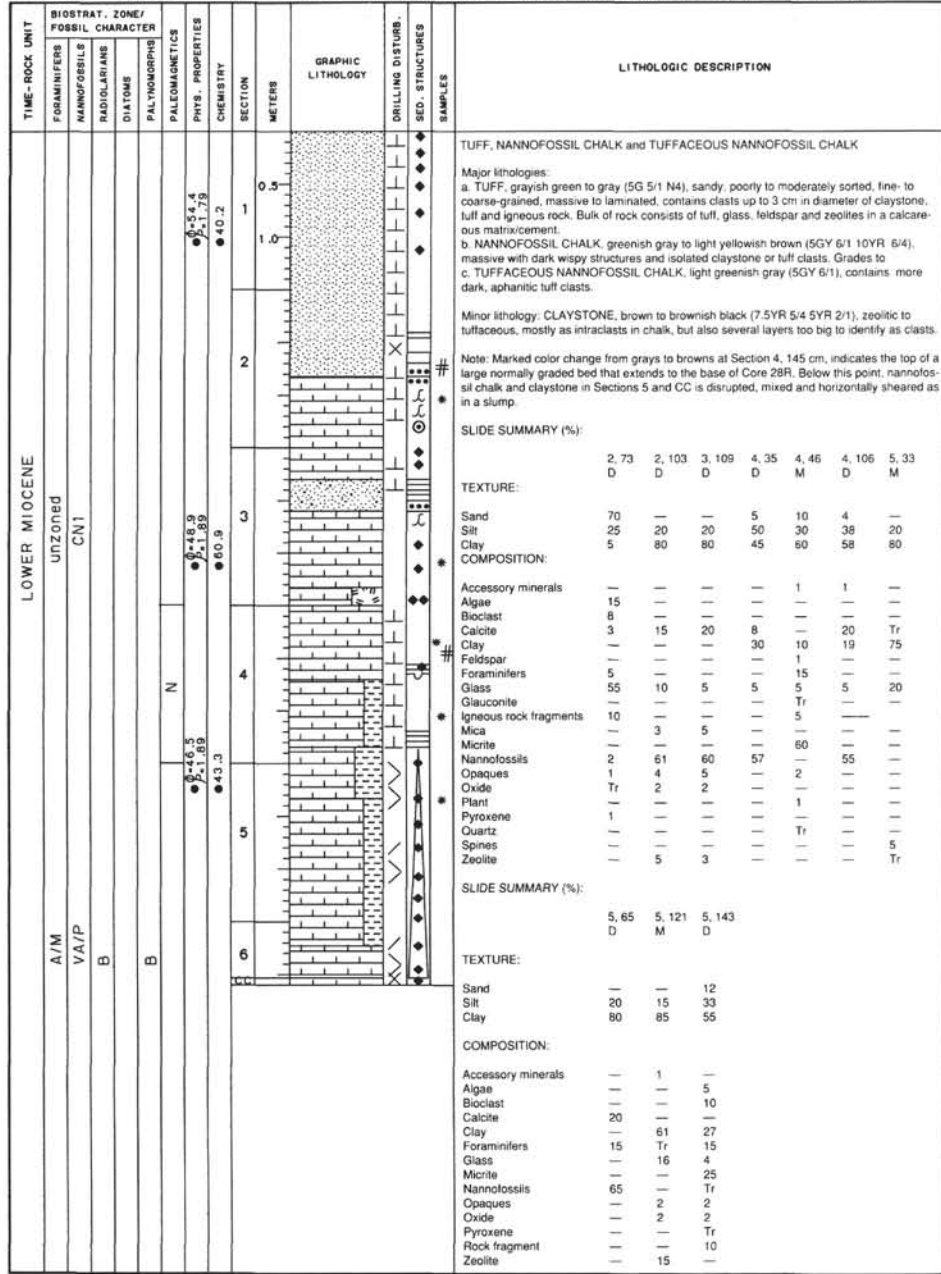 TIME-ROCK UNIT
BIOSTRAT. ZONE/
FOSSIL CHARACTER
FORAMINIFERS
NANNOFOSSILS
RADIOLARIANS
DIATOMS
PALYNOMORPHS
PALEOMAGNETICS
PHYS. PROPERTIES
CHEMISTRY
SECTION
METERS
GRAPHIC
LITHOLOGY
DRILLING DISTURB.
SED. STRUCTURES
SAMPLES
LITHOLOGIC DESCRIPTION
LOWER MIOCENE
unzoned
CN1
A/M
VA/P
B
B
N
Φ=54.4
P=1.79
40.2
Φ=48.9
P=1.89
60.9
Φ=46.5
P=1.89
43.3
1
2
3
4
5
6
CC
0.5
1.0
TUFF, NANNOFOSSIL CHALK and TUFFACEOUS NANNOFOSSIL CHALK
Major lithologies:
a. TUFF, grayish green to gray (5G 5/1 N4), sandy, poorly to moderately sorted, fine- to
coarse-grained, massive to laminated, contains clasts up to 3 cm in diameter of claystone,
tuff and igneous rock. Bulk of rock consists of tuff, glass, feldspar and zeolites in a calcare-
ous matrix/cement.
b. NANNOFOSSIL CHALK, greenish gray to light yellowish brown (5GY 6/1 10YR 6/4),
massive with dark wispy structures and isolated claystone or tuff clasts. Grades to
c. TUFFACEOUS NANNOFOSSIL CHALK, light greenish gray (5GY 6/1), contains more
dark, aphanitic tuff clasts.
Minor lithology: CLAYSTONE, brown to brownish black (7.5YR 5/4 5YR 2/1), zeolitic to
tuffaceous, mostly as intraclasts in chalk, but also several layers too big to identify as clasts.
Note: Marked color change from grays to browns at Section 4, 145 cm, indicates the top of a
large normally graded bed that extends to the base of Core 28R. Below this point, nannofos-
sil chalk and claystone in Sections 5 and CC is disrupted, mixed and horizontally sheared as
in a slump.
SLIDE SUMMARY (%):
2, 73 2, 103 3, 109 4, 35 4, 46 4, 106 5, 33
D D D D M D M
TEXTURE:
Sand 70 — — 5 10 4 —
Silt 25 20 20 50 30 38 20
Clay 5 80 80 45 60 58 80
COMPOSITION:
Accessory minerals — — — — 1 1 —
Algae 15 — — — — — —
Bioclast 8 — — — — — —
Calcite 3 15 20 8 — 20 Tr
Clay — — — 30 10 19 75
Feldspar — — — — 1 — —
Foraminifers 5 — — — 15 — —
Glass 55 10 5 5 5 5 20
Glauconite — — — — Tr — —
Igneous rock fragments 10 — — — 5 —
Mica — 3 5 — — — —
Micrite — — — — 60 — —
Nannofossils 2 61 60 57 — 55 —
Opaques 1 4 5 — 2 — —
Oxide Tr 2 2 — — — —
Plant — — — — 1 — —
Pyroxene 1 — — — — — —
Quartz — — — — Tr — —
Spines — — — — — — 5
Zeolite — 5 3 — — — Tr
SLIDE SUMMARY (%):
5, 65 5, 121 5, 143
D M D
TEXTURE:
Sand — — 12
Silt 20 15 33
Clay 80 85 55
COMPOSITION:
Accessory minerals — 1 —
Algae — — 5
Bioclast — — 10
Calcite 20 — —
Clay — 61 27
Foraminifers 15 Tr 15
Glass — 16 4
Micrite — — 25
Nannofossils 65 — Tr
Opaques — 2 2
Oxide — 2 2
Pyroxene — — Tr
Rock fragment — — 10
Zeolite — 15 —